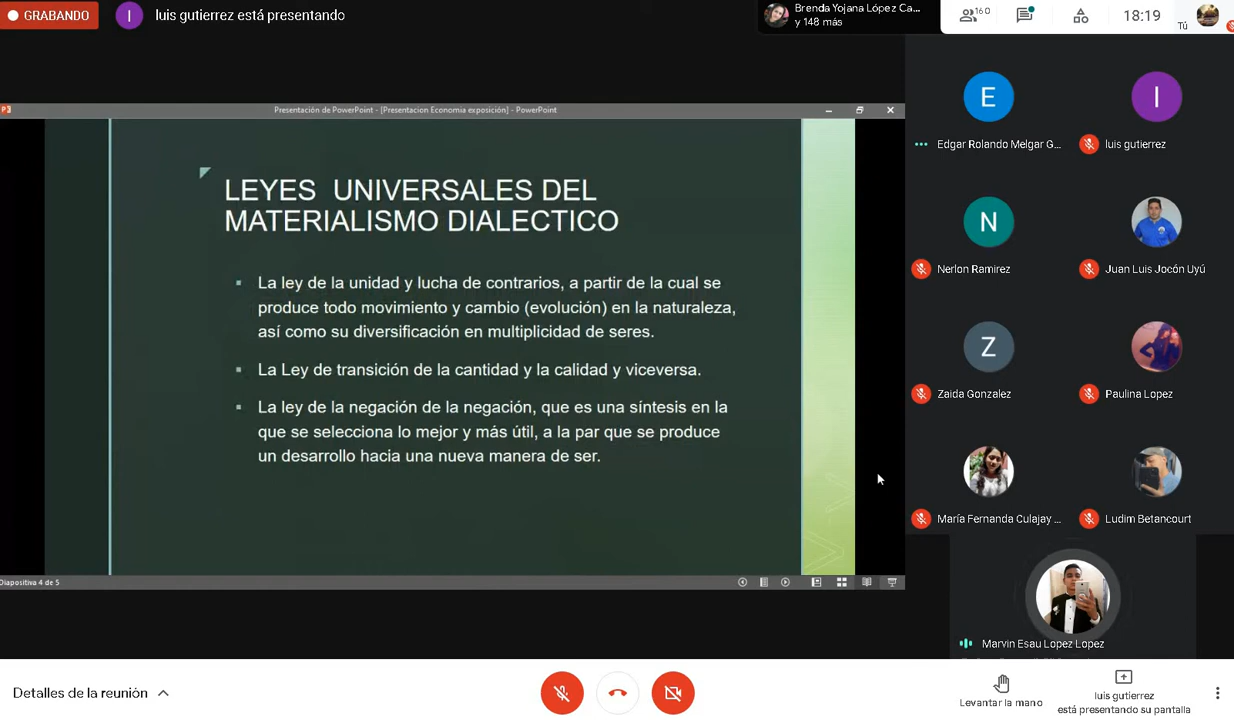 GRABANDO
I
luis gutierrez está presentando
Brenda Yojana López Ca...
y 148 más
160
18:19
Tú
Presentación de PowerPoint - [Presentacion Economia exposición] - PowerPoint
LEYES UNIVERSALES DEL
MATERIALISMO DIALECTICO
La ley de la unidad y lucha de contrarios, a partir de la cual se
produce todo movimiento y cambio (evolución) en la naturaleza,
así como su diversificación en multiplicidad de seres.
La Ley de transición de la cantidad y la calidad y viceversa.
La ley de la negación de la negación, que es una síntesis en la
que se selecciona lo mejor y más útil, a la par que se produce
un desarrollo hacia una nueva manera de ser.
Diapositiva 4 de 5
E
I
Edgar Rolando Melgar G...
luis gutierrez
N
Nerlon Ramirez
Juan Luis Jocón Uyú
Z
Zaida Gonzalez
Paulina Lopez
María Fernanda Culajay ...
Ludim Betancourt
Marvin Esau Lopez Lopez
Detalles de la reunión
Levantar la mano
luis gutierrez
está presentando su pantalla